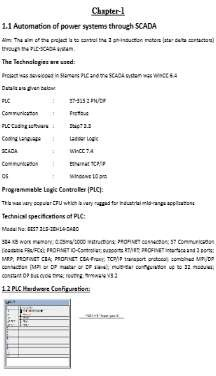 Chapter-1
1.1 Automation of power systems through SCADA
Aim: The aim of the project is to control the 3 ph-induction motors (star delta contactors)
through the PLC-SCADA system.
The Technologies are used:
Project was developed in Siemens PLC and the SCADA system was WinCC 6.4
Details are given below
PLC : S7-315 2 PN/DP
Communication : Profibus
PLC Coding software : Step7 5.5
Coding Language : Ladder Logic
SCADA : WinCC 7.4
Communication : Ethernet TCP/IP
OS : Windows 10 pro
Programmable Logic Controller (PLC):
This was very popular CPU which is very rugged for industrial mid-range applications
Technical specifications of PLC:
Model No: 6ES7 315-2EH14-0AB0
384 KB work memory; 0.05ms/1000 instructions; PROFINET connection; S7 Communication
(loadable FBs/FCs); PROFINET IO-Controller; supports RT/IRT; PROFINET interface and 2 ports;
MRP; PROFINET CBA; PROFINET CBA-Proxy; TCP/IP transport protocol; combined MPI/DP
connection (MPI or DP master or DP slave); multi-tier configuration up to 32 modules;
constant DP bus cycle time; routing; firmware V3.2
1.2 PLC Hardware Configuration: